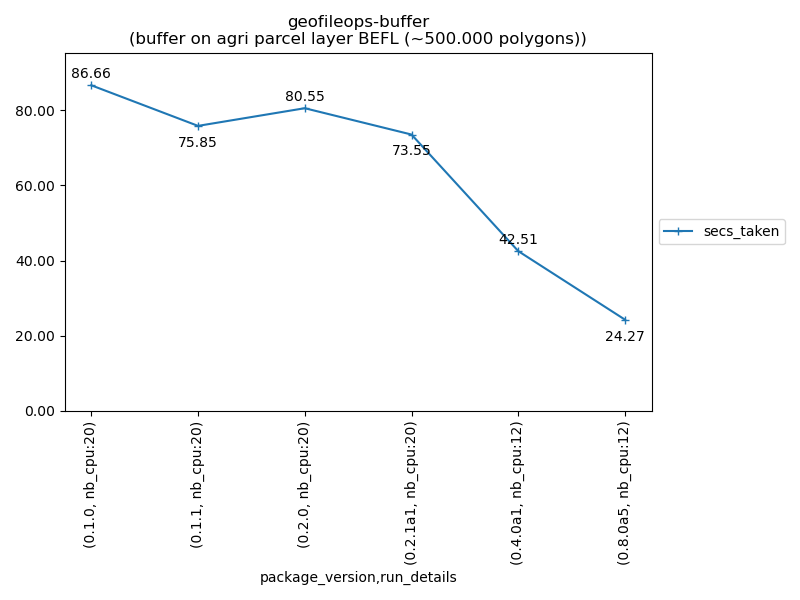 geofileops-buffer
(buffer on agri parcel layer BEFL (~500.000 polygons))
86.66
75.85
80.55
73.55
42.51
24.27
80.00
60.00
40.00
20.00
0.00
secs_taken
(0.1.0, nb_cpu:20)
(0.1.1, nb_cpu:20)
(0.2.0, nb_cpu:20)
(0.2.1a1, nb_cpu:20)
(0.4.0a1, nb_cpu:12)
(0.8.0a5, nb_cpu:12)
package_version,run_details